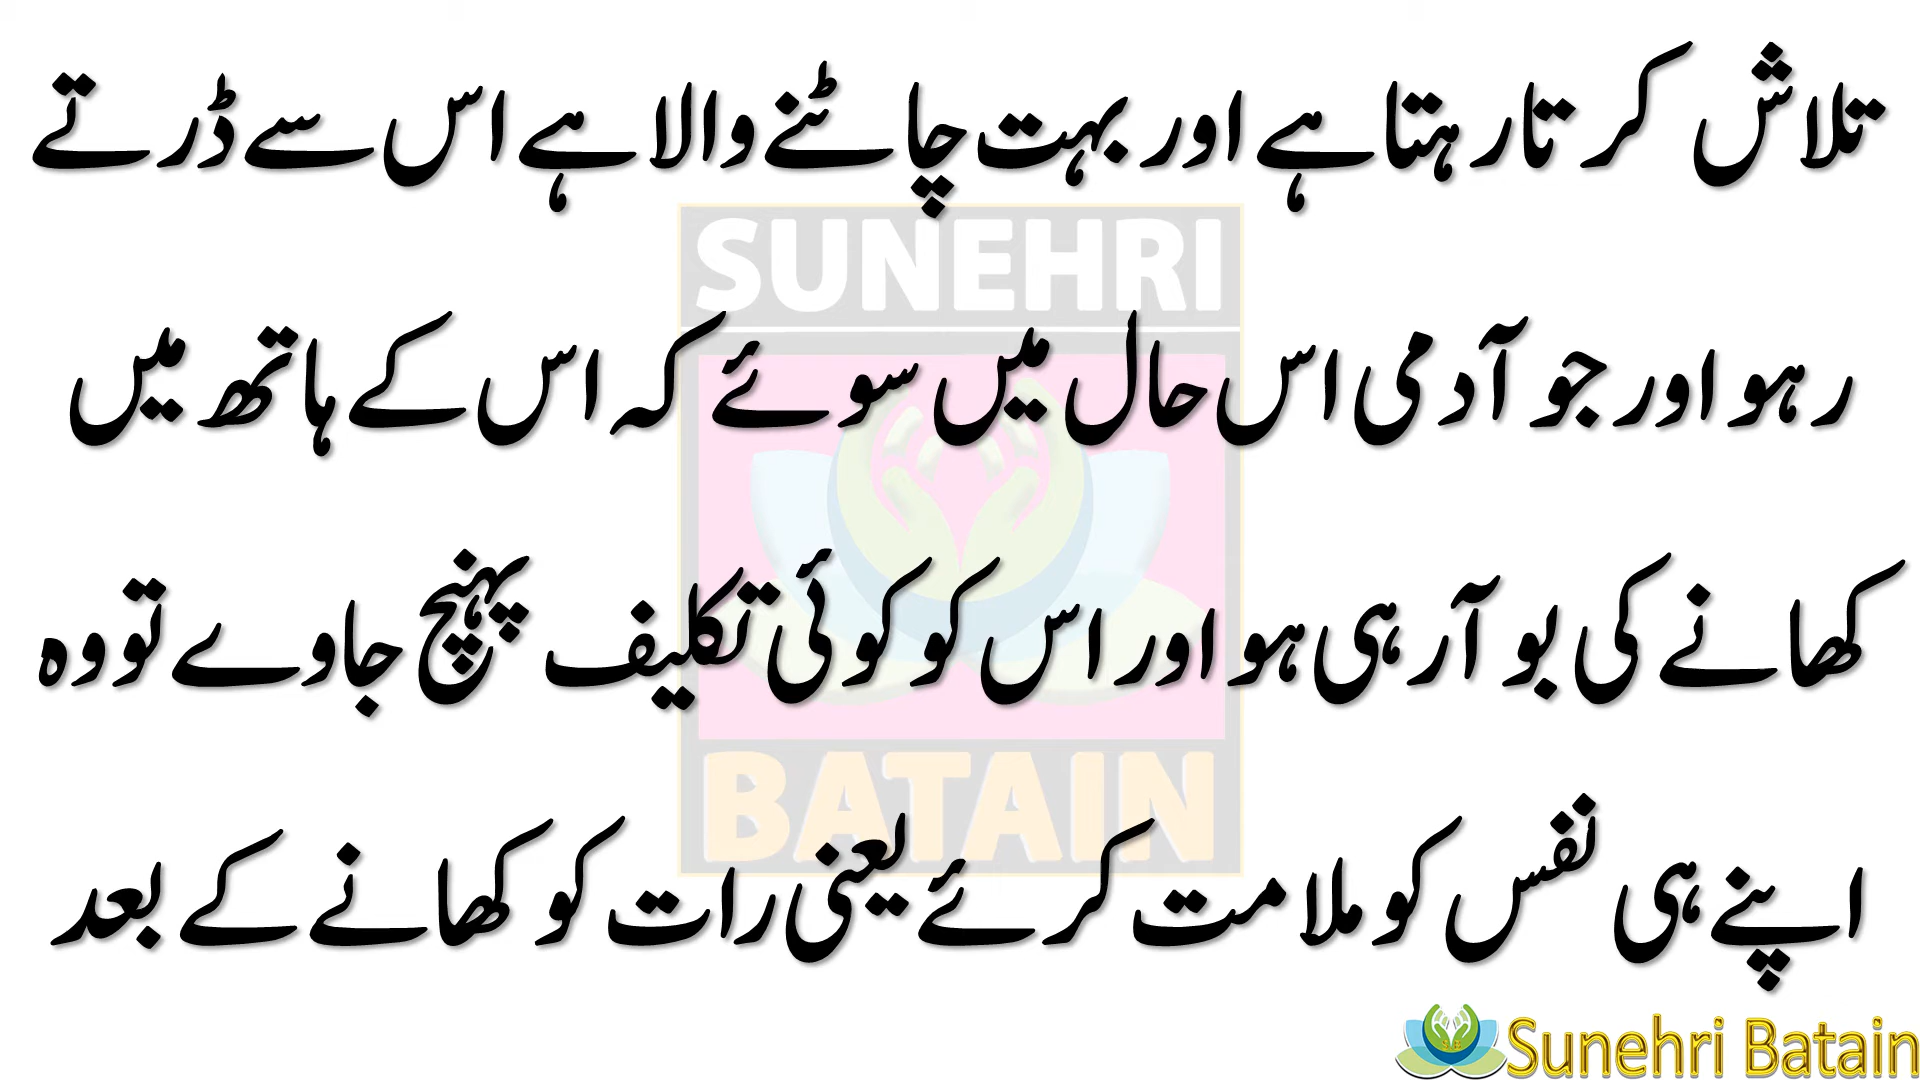 تلاش کرتا رہتا ہے اور بہت چاٹنے والا ہے اس سے ڈرتے
رہو اور جو آدمی اس حال میں سوئے کہ اس کے ہاتھ میں
SUNEHRI
کھانے کی بو آ رہی ہو اور اس کو کوئی تکلیف پہنچ جاوے تو وہ
BATAIN
اپنے ہی نفس کو ملامت کرئے یعنی رات کو کھانے کے بعد
Sunehri Batain